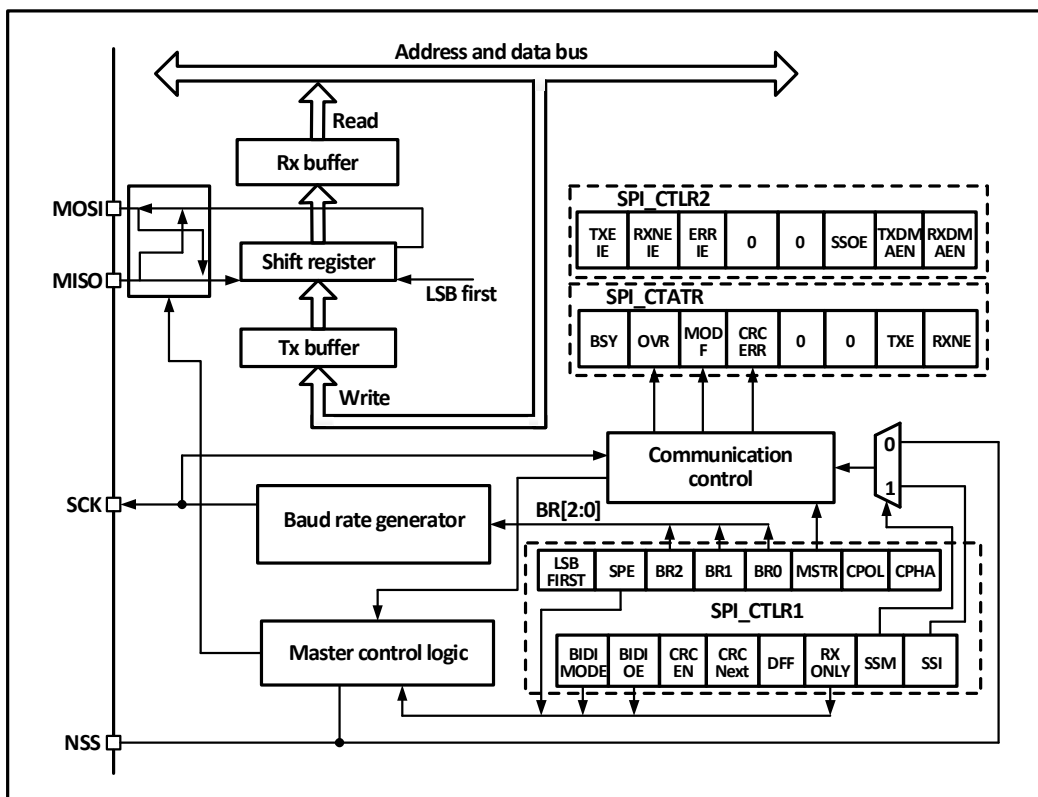 Address and data bus
Read
Rx buffer
MOSI
SPI_CTLR2
TXE IE
RXNE IE
ERR IE
0
0
SSOE
TXDM AEN
RXDM AEN
Shift register
MISO
LSB first
SPI_CTATR
BSY
OVR
MOD F
CRC ERR
0
0
TXE
RXNE
Tx buffer
Write
Communication
control
0
1
SCK
Baud rate generator
BR[2:0]
LSB FIRST
SPE
BR2
BR1
BR0
MSTR
CPOL
CPHA
SPI_CTLR1
Master control logic
BIDI MODE
BIDI OE
CRC EN
CRC Next
DFF
RX ONLY
SSM
SSI
NSS